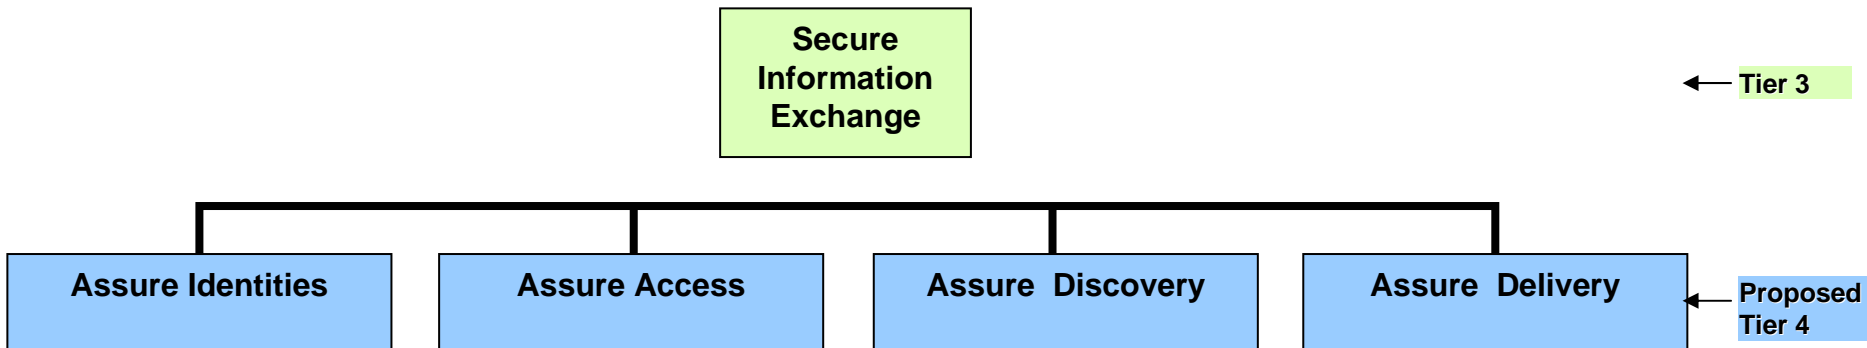 Secure
Information
Exchange
Tier 3
Assure Identities
Assure Access
Assure Discovery
Assure Delivery
Proposed
Tier 4